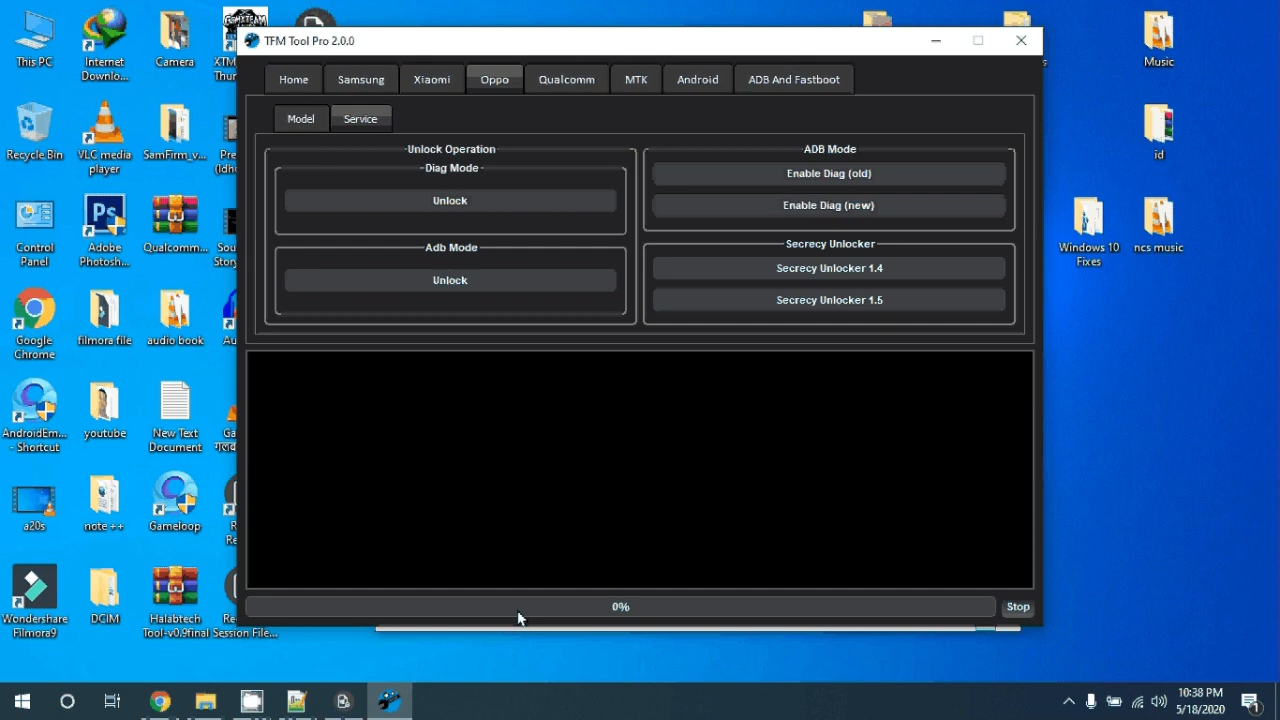 TFM Tool Pro 2.0.0
Home
Samsung
Xiaomi
Oppo
Qualcomm
MTK
Android
ADB And Fastboot
Model
Service
Unlock Operation
Diag Mode
Unlock
Adb Mode
Unlock
ADB Mode
Enable Diag (old)
Enable Diag (new)
Secrecy Unlocker
Secrecy Unlocker 1.4
Secrecy Unlocker 1.5
0%
Stop
This PC
Internet
Downlo...
Camera
Recycle Bin
VLC media
player
SamFirm_v...
Control
Panel
Adobe
Photosh...
Qualcomm...
Google
Chrome
filmora file
audio book
AndroidEm...
- Shortcut
youtube
New Text
Document
a20s
note ++
Gameloop
Wondershare
Filmora9
DCIM
Halabtech
Tool-v0.9final
Session File...
Music
id
Windows 10
Fixes
ncs music
10:38 PM
5/18/2020
1